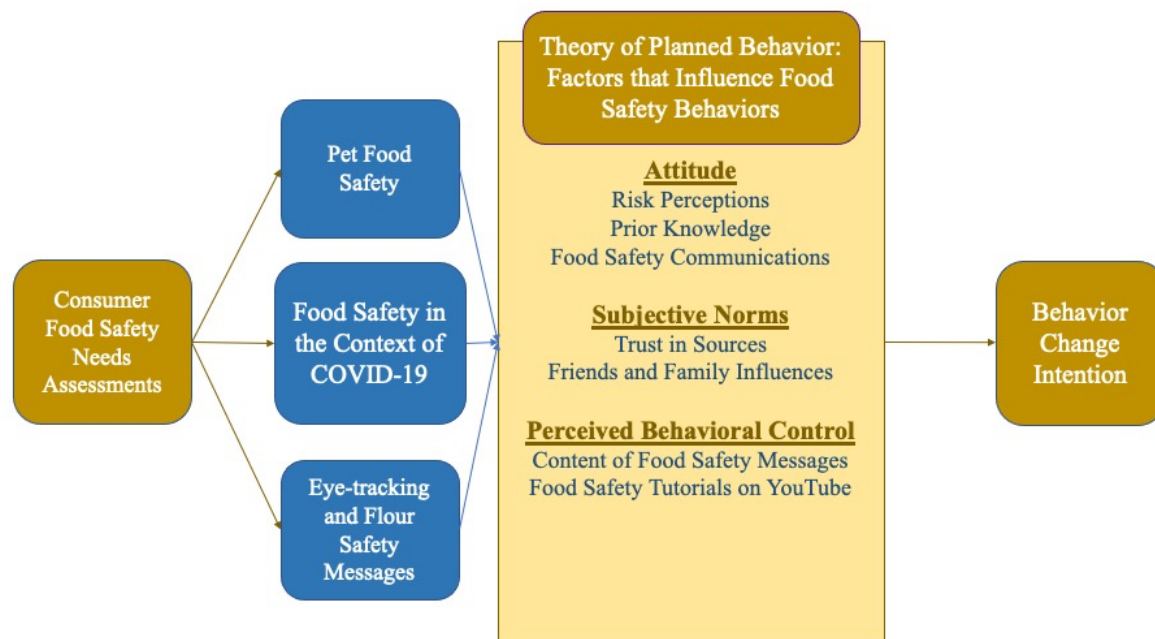 Consumer
Food Safety
Needs
Assessments
Pet Food
Safety
Food Safety in
the Context of
COVID-19
Eye-tracking
and Flour
Safety
Messages
Theory of Planned Behavior:
Factors that Influence Food
Safety Behaviors
Attitude
Risk Perceptions
Prior Knowledge
Food Safety Communications
Subjective Norms
Trust in Sources
Friends and Family Influences
Perceived Behavioral Control
Content of Food Safety Messages
Food Safety Tutorials on YouTube
Behavior
Change
Intention